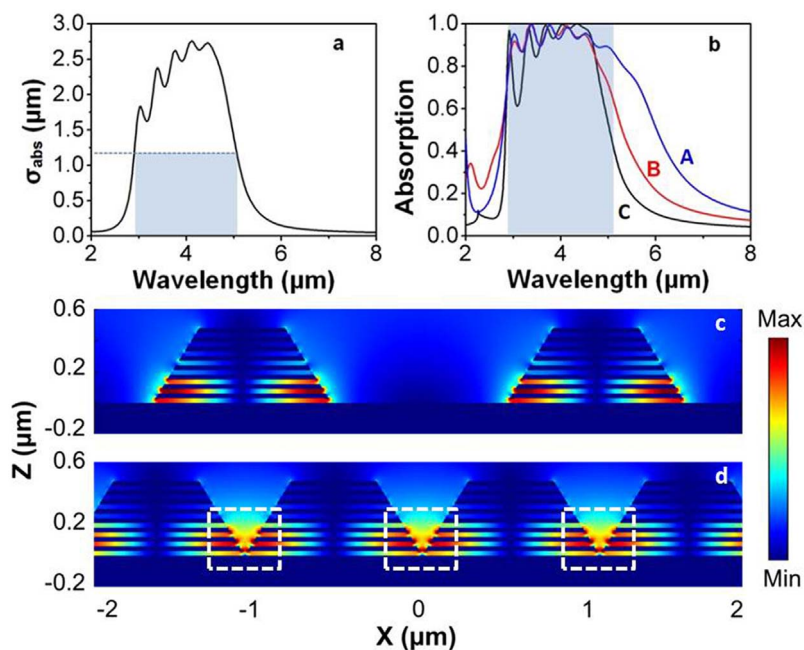 a
3.0
2.5
2.0
1.5
1.0
0.5
0.0
σabs (μm)
2 4 6 8
Wavelength (μm)
b
1.0
0.8
0.6
0.4
0.2
0.0
Absorption
A
B
C
2 3 4 5 6 7 8
Wavelength (μm)
c
0.6
0.2
-0.2
d
0.6
0.2
-0.2
Z (μm)
-2 -1 0 1 2
X (μm)
Max
Min